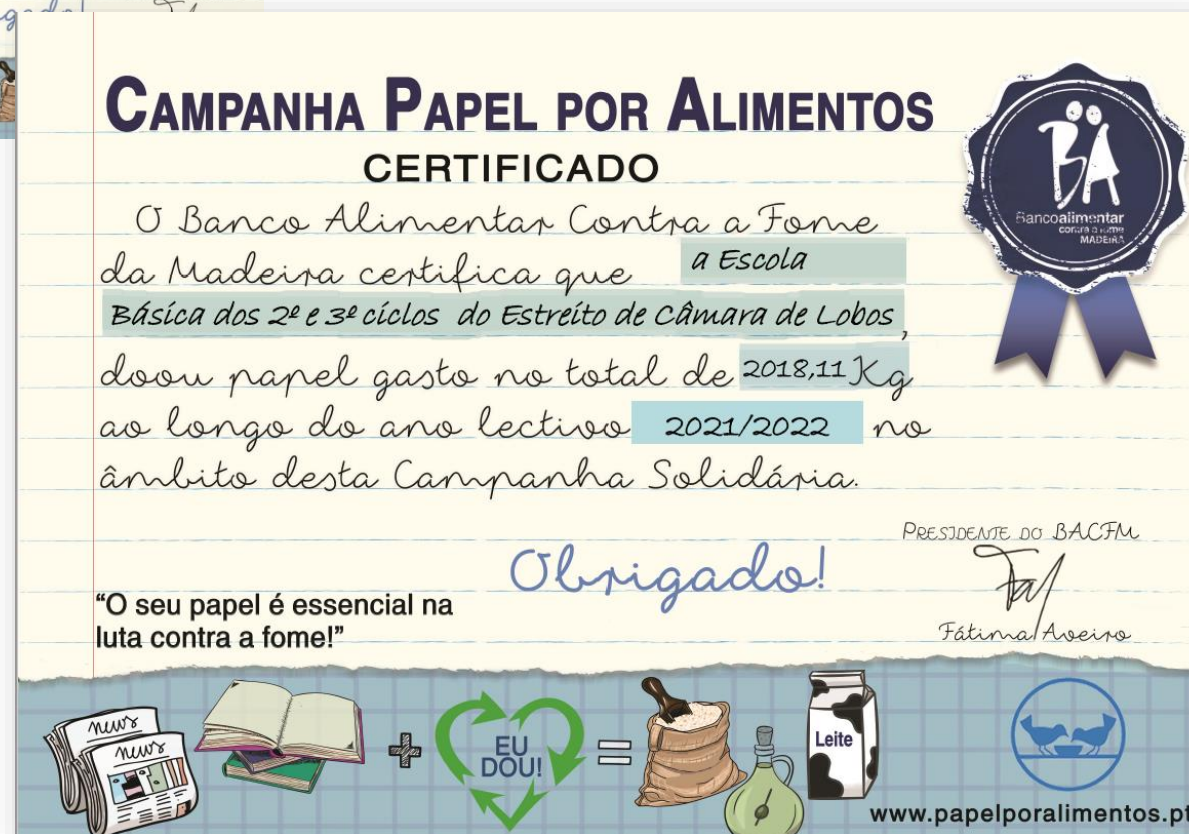 CAMPANHA PAPEL POR ALIMENTOS
CERTIFICADO
O Banco Alimentar Contra a Fome
da Madeira certifica que a Escola
Básica dos 2º e 3º ciclos do Estreito de Câmara de Lobos,
doou papel gasto no total de 2018,11 Kg
ao longo do ano lectivo 2021/2022 no
âmbito desta Campanha Solidária.
BA
Bancoalimentar
contra a fome
MADEIRA
PRESIDENTE DO BACFM
Obrigado!
Fátima Aveiro
"O seu papel é essencial na
luta contra a fome!"
news
news
+
EU
DOU!
=
Leite
www.papelporalimentos.pt